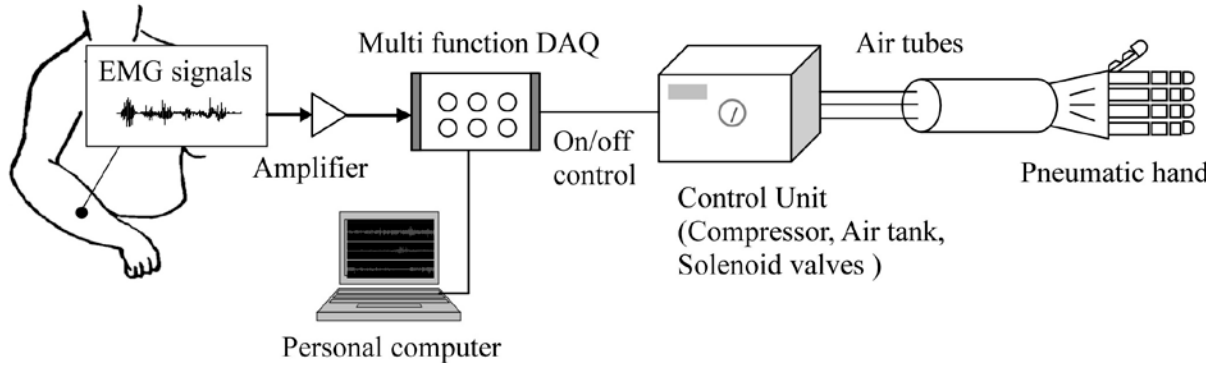 EMG signals
Amplifier
Multi function DAQ
On/off
control
Personal computer
Control Unit
(Compressor, Air tank,
Solenoid valves )
Air tubes
Pneumatic hand